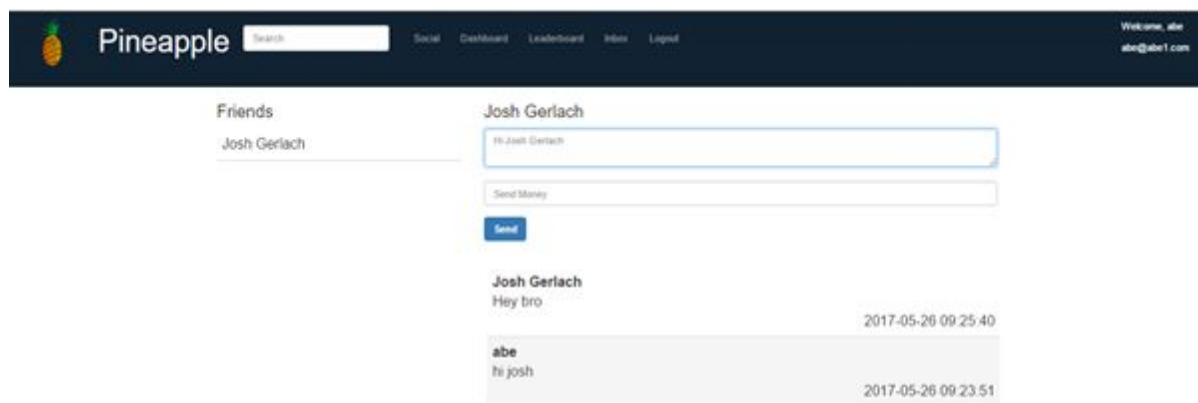 Pineapple
Search
Social Dashboard Leaderboard Inbox Logout
Welcome, abe
abe@abe1.com
Friends
Josh Gerlach
Josh Gerlach
Hi Josh Gerlach
Send Money
Send
Josh Gerlach
Hey bro
2017-05-26 09:25:40
abe
hi josh
2017-05-26 09:23:51